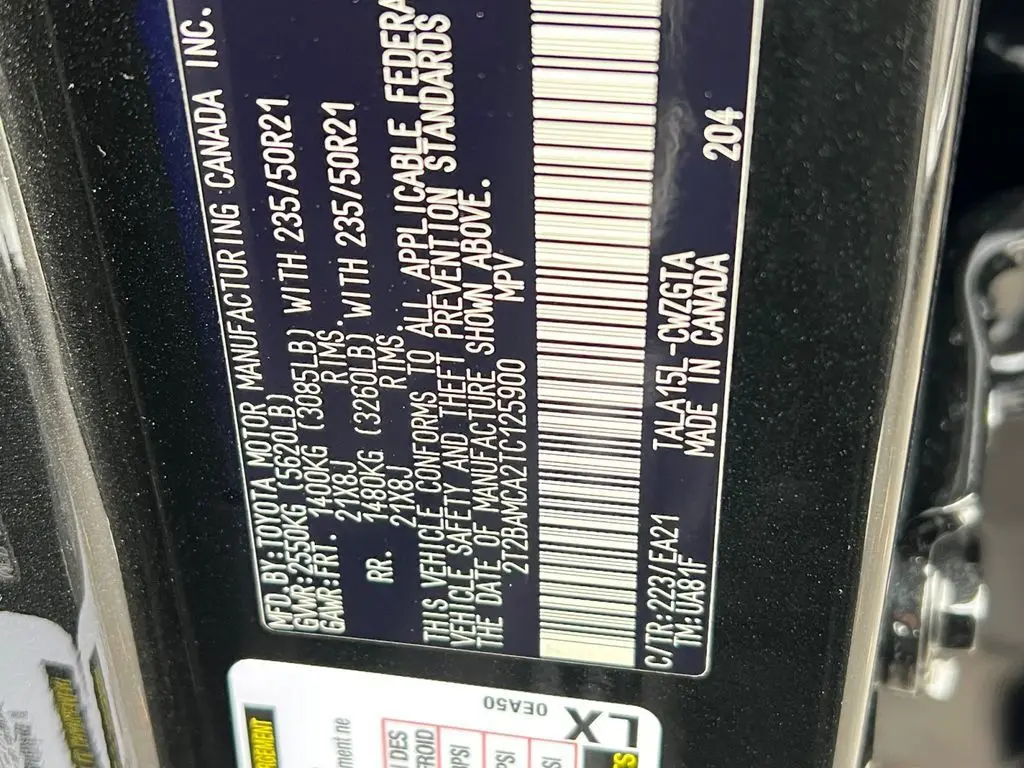 MFD.BY:TOYOTA MOTOR MANUFACTURING CANADA INC.
GVWR:2550KG (5620LB)
GAWR:FRT. 1400KG (3085LB) WITH 235/50R21
21X8J RIMS.
RR. 1480KG (3260LB) WITH 235/50R21
21X8J RIMS.
THIS VEHICLE CONFORMS TO ALL APPLICABLE FEDERA
VEHICLE SAFETY AND THEFT PREVENTION STANDARDS
THE DATE OF MANUFACTURE SHOWN ABOVE.
2T2BAMCA2TC125900 MPV
C/TR:223/EA21 TALA15L-CWZGTA 204
TM:UA81F MADE IN CANADA
0EA50
LX